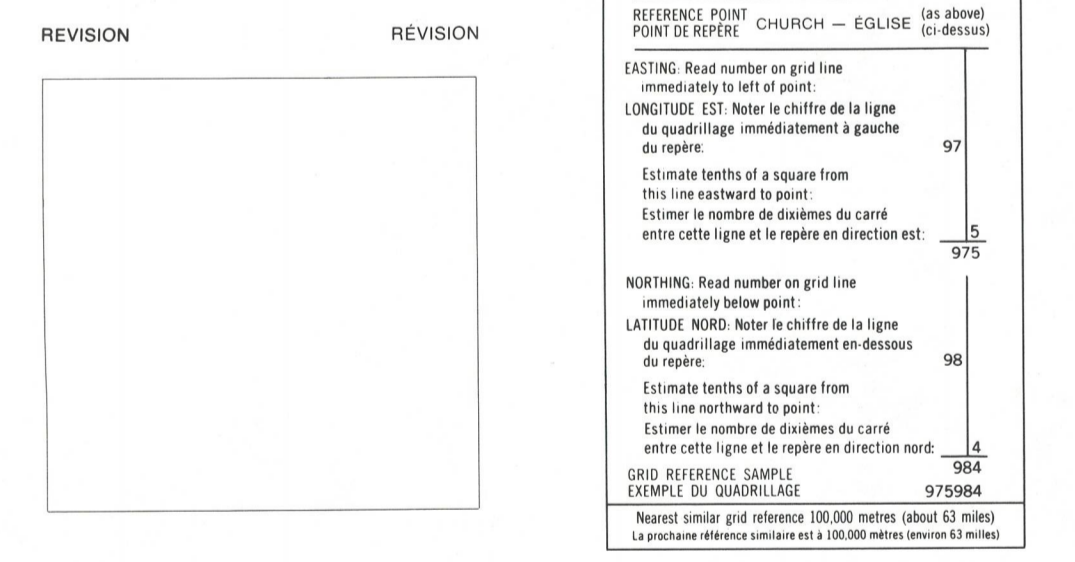 REVISION RÉVISION
REFERENCE POINT
POINT DE REPÈRE
CHURCH — ÉGLISE
(as above)
(ci-dessus)
EASTING: Read number on grid line
immediately to left of point:
LONGITUDE EST: Noter le chiffre de la ligne
du quadrillage immédiatement à gauche
du repère: 97
Estimate tenths of a square from
this line eastward to point:
Estimer le nombre de dixièmes du carré
entre cette ligne et le repère en direction est: 5
975
NORTHING: Read number on grid line
immediately below point:
LATITUDE NORD: Noter le chiffre de la ligne
du quadrillage immédiatement en-dessous
du repère: 98
Estimate tenths of a square from
this line northward to point:
Estimer le nombre de dixièmes du carré
entre cette ligne et le repère en direction nord: 4
984
GRID REFERENCE SAMPLE
EXEMPLE DU QUADRILLAGE 975984
Nearest similar grid reference 100,000 metres (about 63 miles)
La prochaine référence similaire est à 100,000 mètres (environ 63 milles)